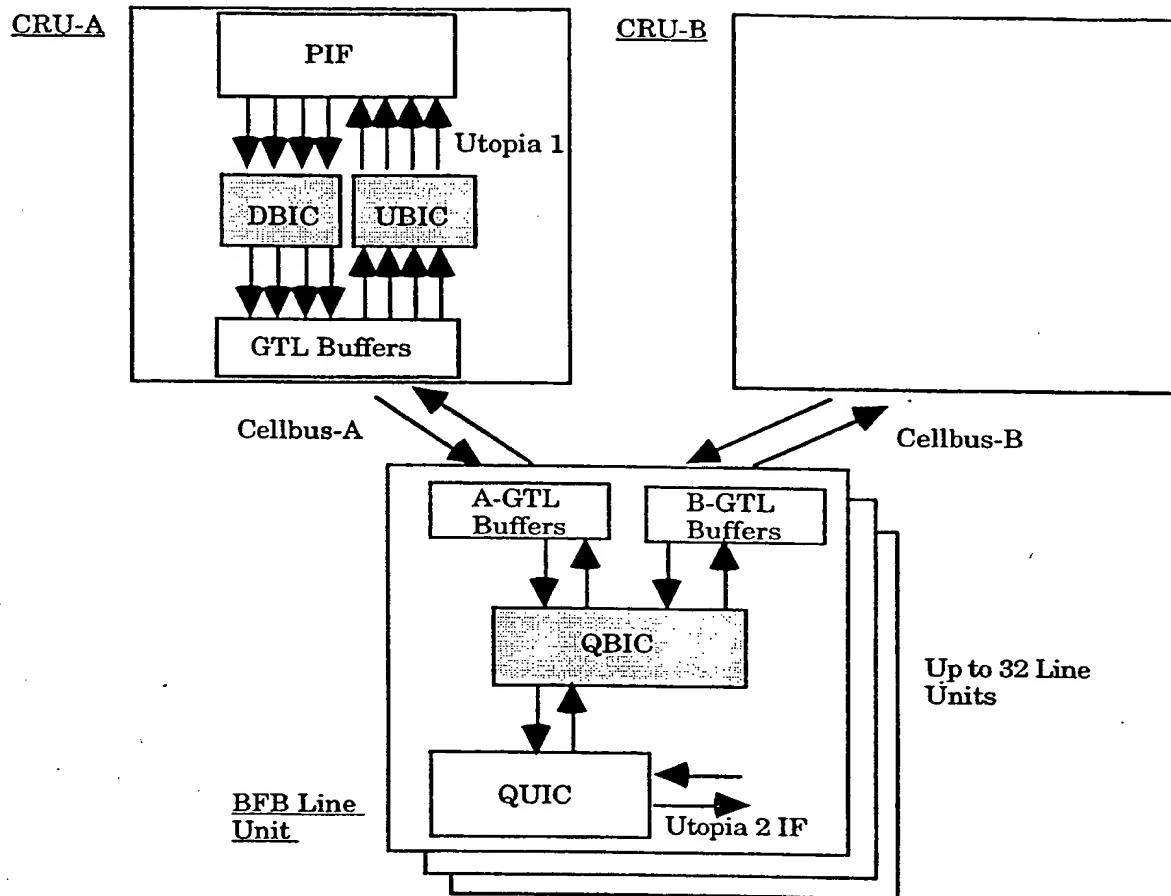 CRU-A
CRU-B
PIF
Utopia 1
DBIC
UBIC
GTL Buffers
Cellbus-A
Cellbus-B
A-GTL
Buffers
B-GTL
Buffers
QBIC
Up to 32 Line
Units
QUIC
BFB Line
Unit
Utopia 2 IF